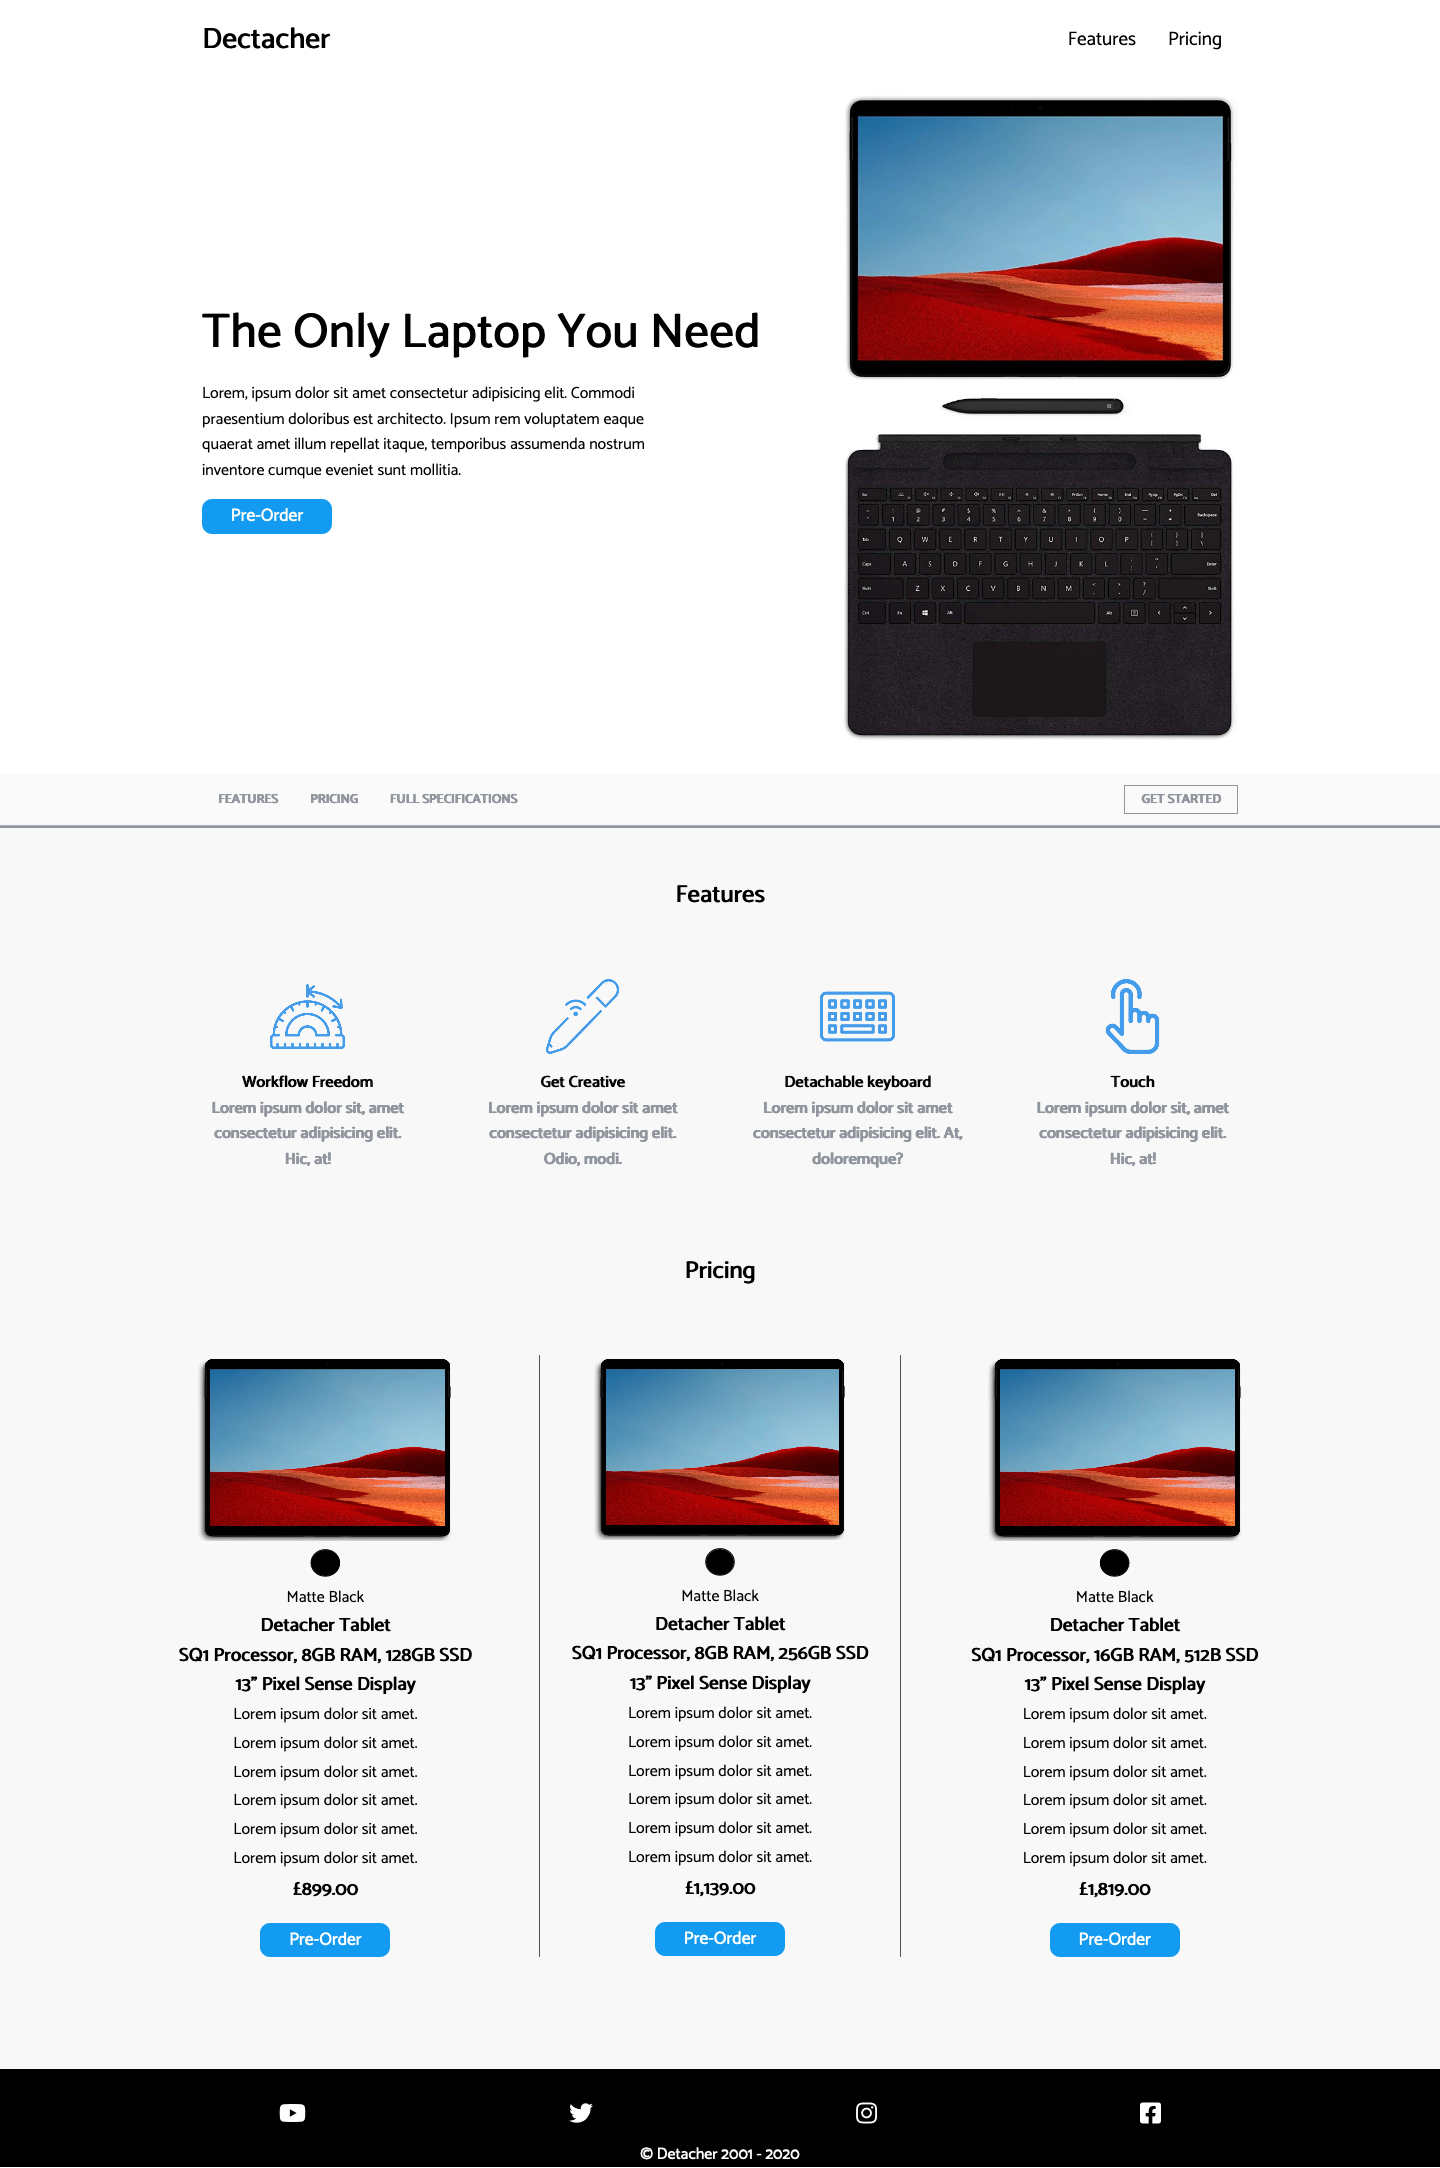 Dectacher
Features
Pricing
The Only Laptop You Need
Lorem, ipsum dolor sit amet consectetur adipisicing elit. Commodi
praesentium doloribus est architecto. Ipsum rem voluptatem eaque
quaerat amet illum repellat itaque, temporibus assumenda nostrum
inventore cumque eveniet sunt mollitia.
Pre-Order
FEATURES
PRICING
FULL SPECIFICATIONS
GET STARTED
Features
Workflow Freedom
Lorem ipsum dolor sit, amet
consectetur adipisicing elit.
Hic, at!
Get Creative
Lorem ipsum dolor sit amet
consectetur adipisicing elit.
Odio, modi.
Detachable keyboard
Lorem ipsum dolor sit amet
consectetur adipisicing elit. At,
doloremque?
Touch
Lorem ipsum dolor sit, amet
consectetur adipisicing elit.
Hic, at!
Pricing
Matte Black
Detacher Tablet
SQ1 Processor, 8GB RAM, 128GB SSD
13" Pixel Sense Display
Lorem ipsum dolor sit amet.
Lorem ipsum dolor sit amet.
Lorem ipsum dolor sit amet.
Lorem ipsum dolor sit amet.
Lorem ipsum dolor sit amet.
Lorem ipsum dolor sit amet.
£899.00
Pre-Order
Matte Black
Detacher Tablet
SQ1 Processor, 8GB RAM, 256GB SSD
13" Pixel Sense Display
Lorem ipsum dolor sit amet.
Lorem ipsum dolor sit amet.
Lorem ipsum dolor sit amet.
Lorem ipsum dolor sit amet.
Lorem ipsum dolor sit amet.
Lorem ipsum dolor sit amet.
£1,139.00
Pre-Order
Matte Black
Detacher Tablet
SQ1 Processor, 16GB RAM, 512B SSD
13" Pixel Sense Display
Lorem ipsum dolor sit amet.
Lorem ipsum dolor sit amet.
Lorem ipsum dolor sit amet.
Lorem ipsum dolor sit amet.
Lorem ipsum dolor sit amet.
Lorem ipsum dolor sit amet.
£1,819.00
Pre-Order
© Detacher 2001 - 2020